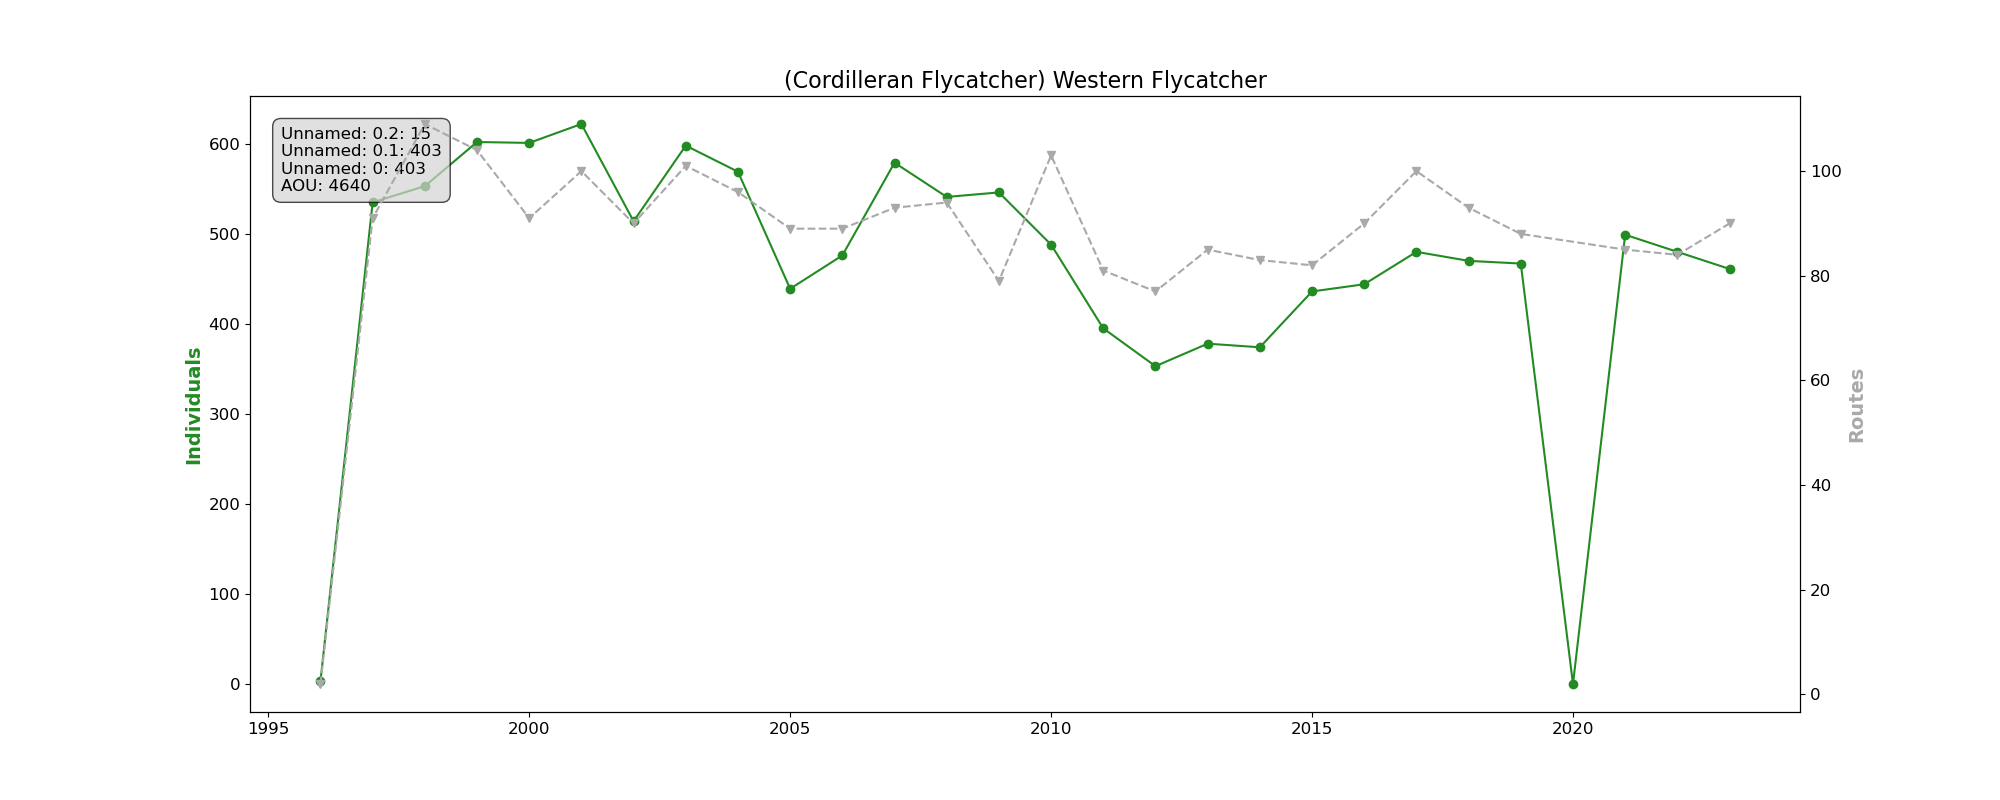 (Cordilleran Flycatcher) Western Flycatcher
Unnamed: 0.2: 15
Unnamed: 0.1: 403
Unnamed: 0: 403
AOU: 4640
600
500
400
300
200
100
0
Individuals
100
80
60
40
20
0
Routes
1995
2000
2005
2010
2015
2020